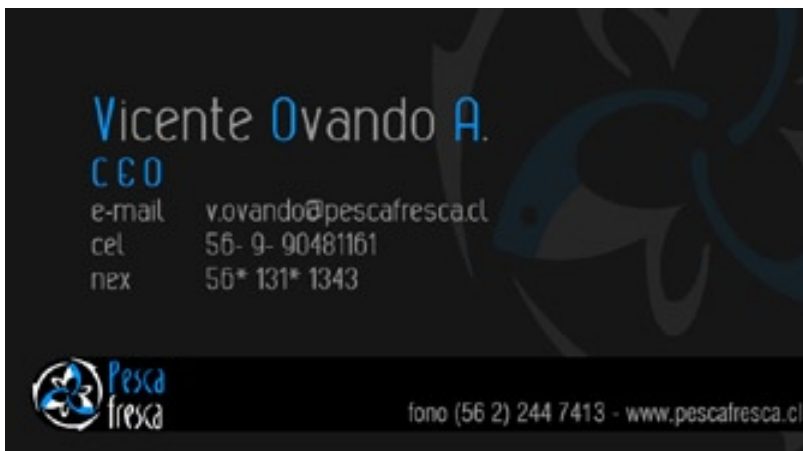 Vicente Ovando A.
CEO
e-mail v.ovando@pescafresca.cl
cel 56- 9- 90481161
nex 56* 131* 1343
Pesca
fresca
fono (56 2) 244 7413 - www.pescafresca.cl